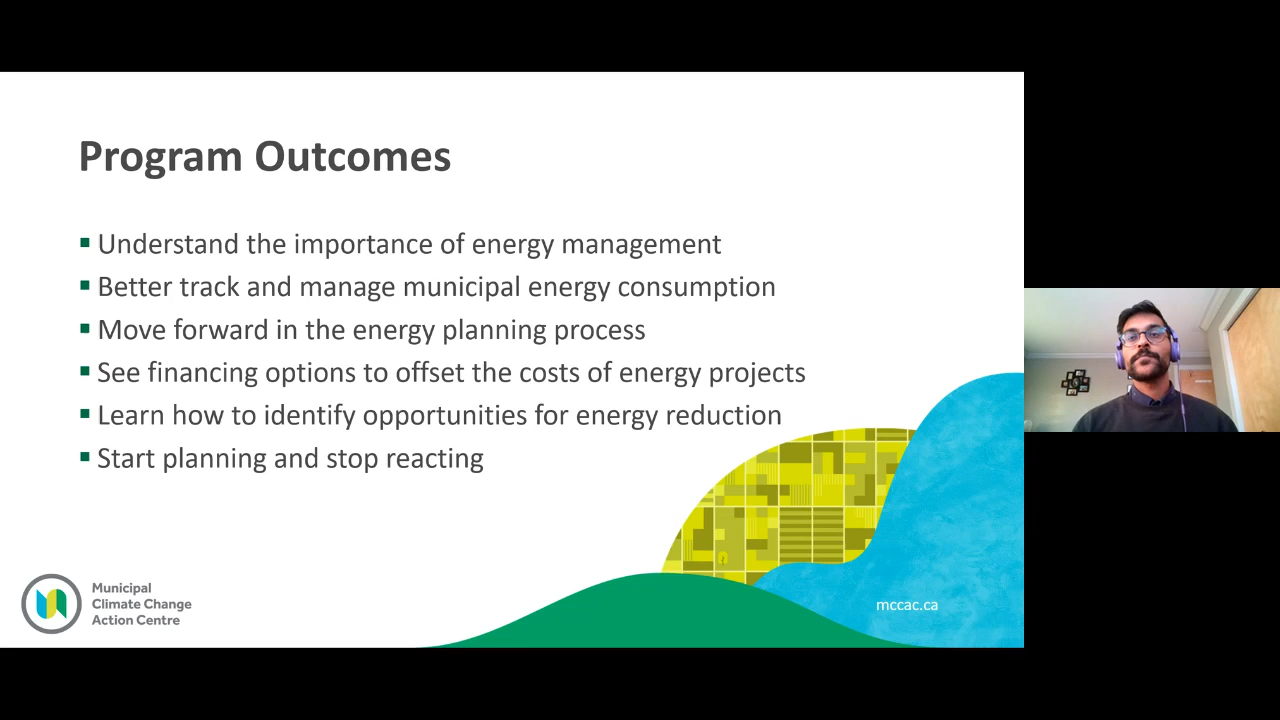 Program Outcomes
▪ Understand the importance of energy management
▪ Better track and manage municipal energy consumption
▪ Move forward in the energy planning process
▪ See financing options to offset the costs of energy projects
▪ Learn how to identify opportunities for energy reduction
▪ Start planning and stop reacting
Municipal
Climate Change
Action Centre
mccac.ca